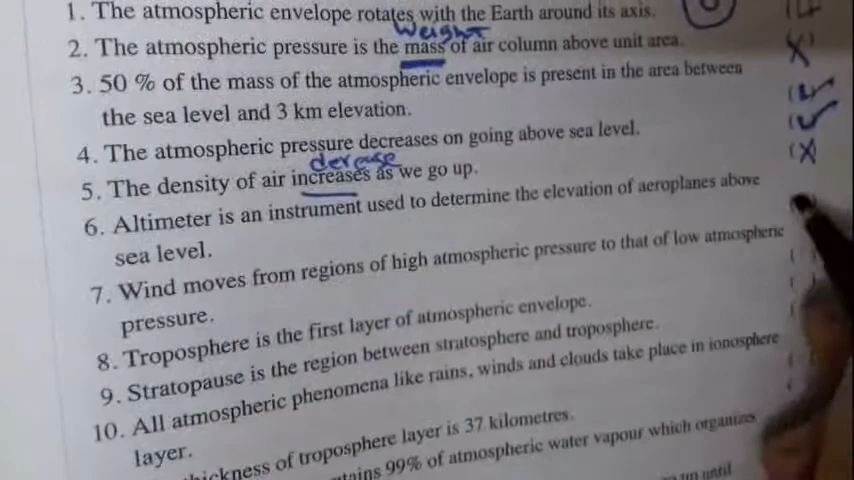 1. The atmospheric envelope rotates with the Earth around its axis.
Weight
2. The atmospheric pressure is the mass of air column above unit area.
3. 50 % of the mass of the atmospheric envelope is present in the area between
the sea level and 3 km elevation.
4. The atmospheric pressure decreases on going above sea level.
derease
5. The density of air increases as we go up.
6. Altimeter is an instrument used to determine the elevation of aeroplanes above
sea level.
7. Wind moves from regions of high atmospheric pressure to that of low atmospheric
pressure.
8. Troposphere is the first layer of atmospheric envelope.
9. Stratopause is the region between stratosphere and troposphere.
10. All atmospheric phenomena like rains, winds and clouds take place in ionosphere
layer.
hickness of troposphere layer is 37 kilometres.
ntains 99% of atmospheric water vapour which organizes
until